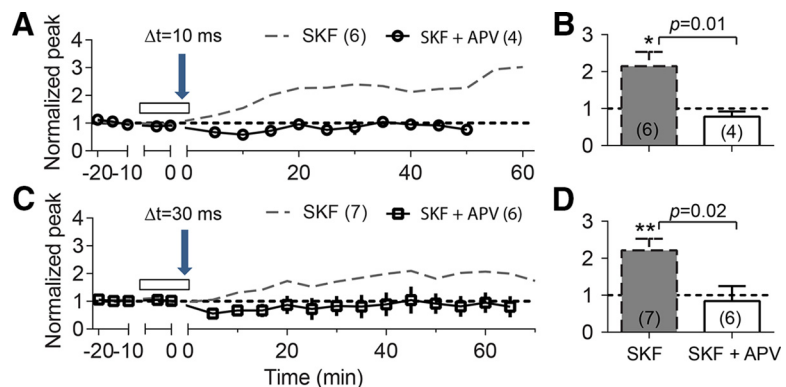 A
Normalized peak
4
3
2
1
0
Δt=10 ms
SKF (6)
SKF + APV (4)
-20
-10
0
0
20
40
60
B
3
2
1
0
*
p=0.01
(6)
(4)
C
Normalized peak
4
3
2
1
0
Δt=30 ms
SKF (7)
SKF + APV (6)
-20
-10
0
0
20
40
60
Time (min)
D
3
2
1
0
**
p=0.02
(7)
(6)
SKF
SKF + APV